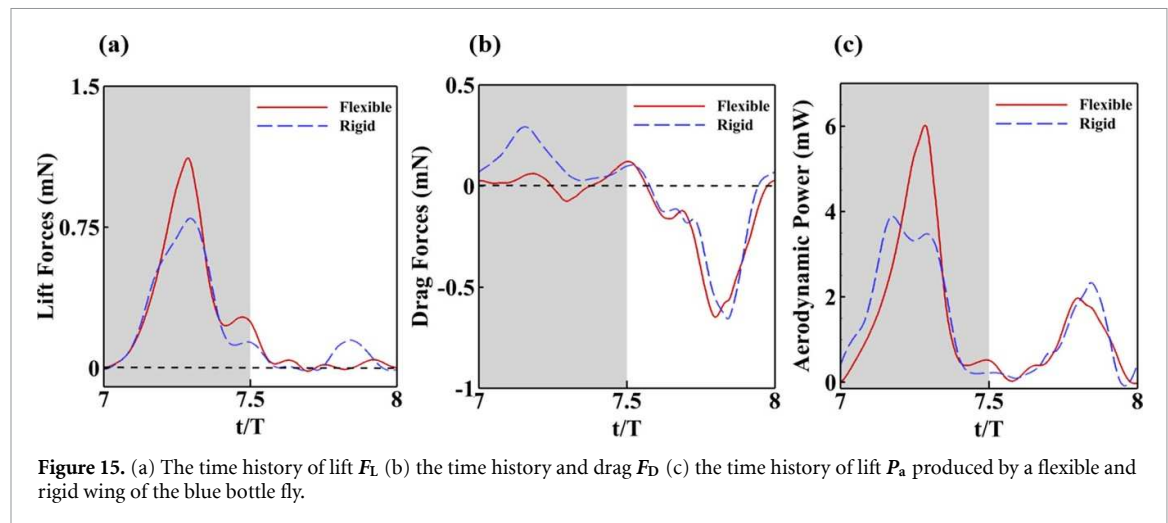 (a)
(b)
(c)
1.5
0.75
0
Lift Forces (mN)
Flexible
Rigid
7
7.5
8
t/T
0.5
0
-0.5
-1
Drag Forces (mN)
Flexible
Rigid
7
7.5
8
t/T
6
4
2
0
Aerodynamic Power (mW)
Flexible
Rigid
7
7.5
8
t/T
Figure 15. (a) The time history of lift FL (b) the time history and drag FD (c) the time history of lift Pa produced by a flexible and
rigid wing of the blue bottle fly.